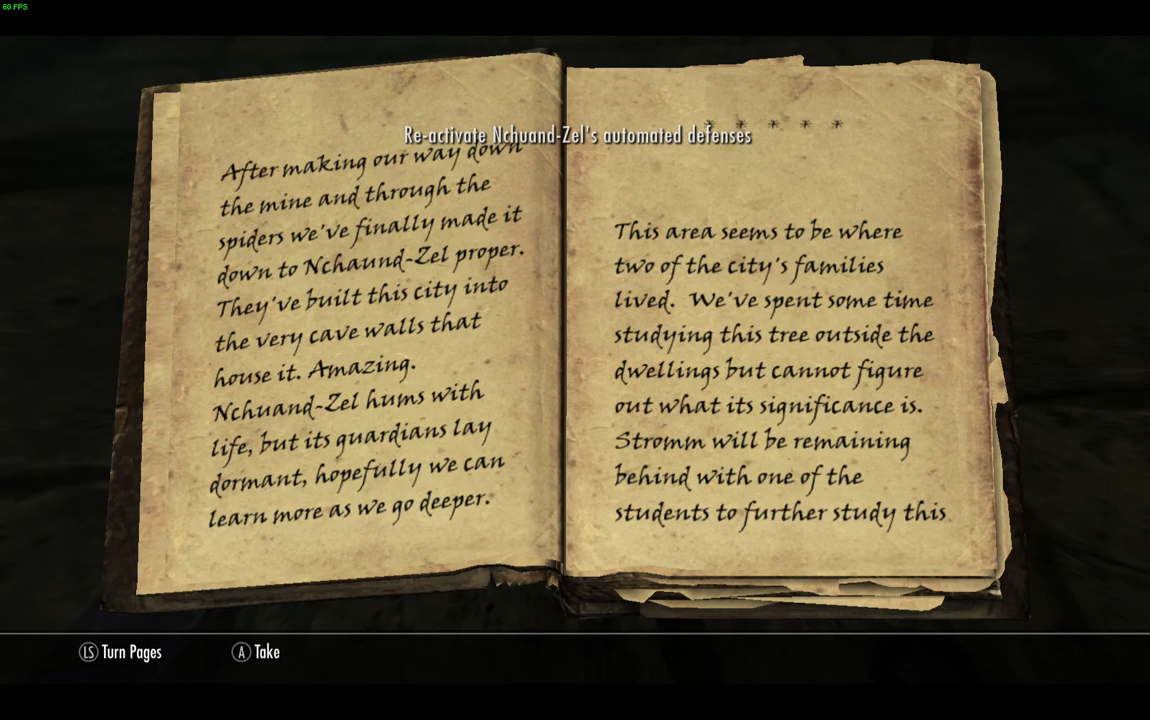 60 FPS
Re-activate Nchuand-Zel's automated defenses
After making our way down
the mine and through the
spiders we've finally made it
down to Nchaund-Zel proper.
They've built this city into
the very cave walls that
house it. Amazing.
Nchuand-Zel hums with
life, but its guardians lay
dormant, hopefully we can
learn more as we go deeper.
* * * * *
This area seems to be where
two of the city's families
lived. We've spent some time
studying this tree outside the
dwellings but cannot figure
out what its significance is.
Stromm will be remaining
behind with one of the
students to further study this
LS Turn Pages
A Take